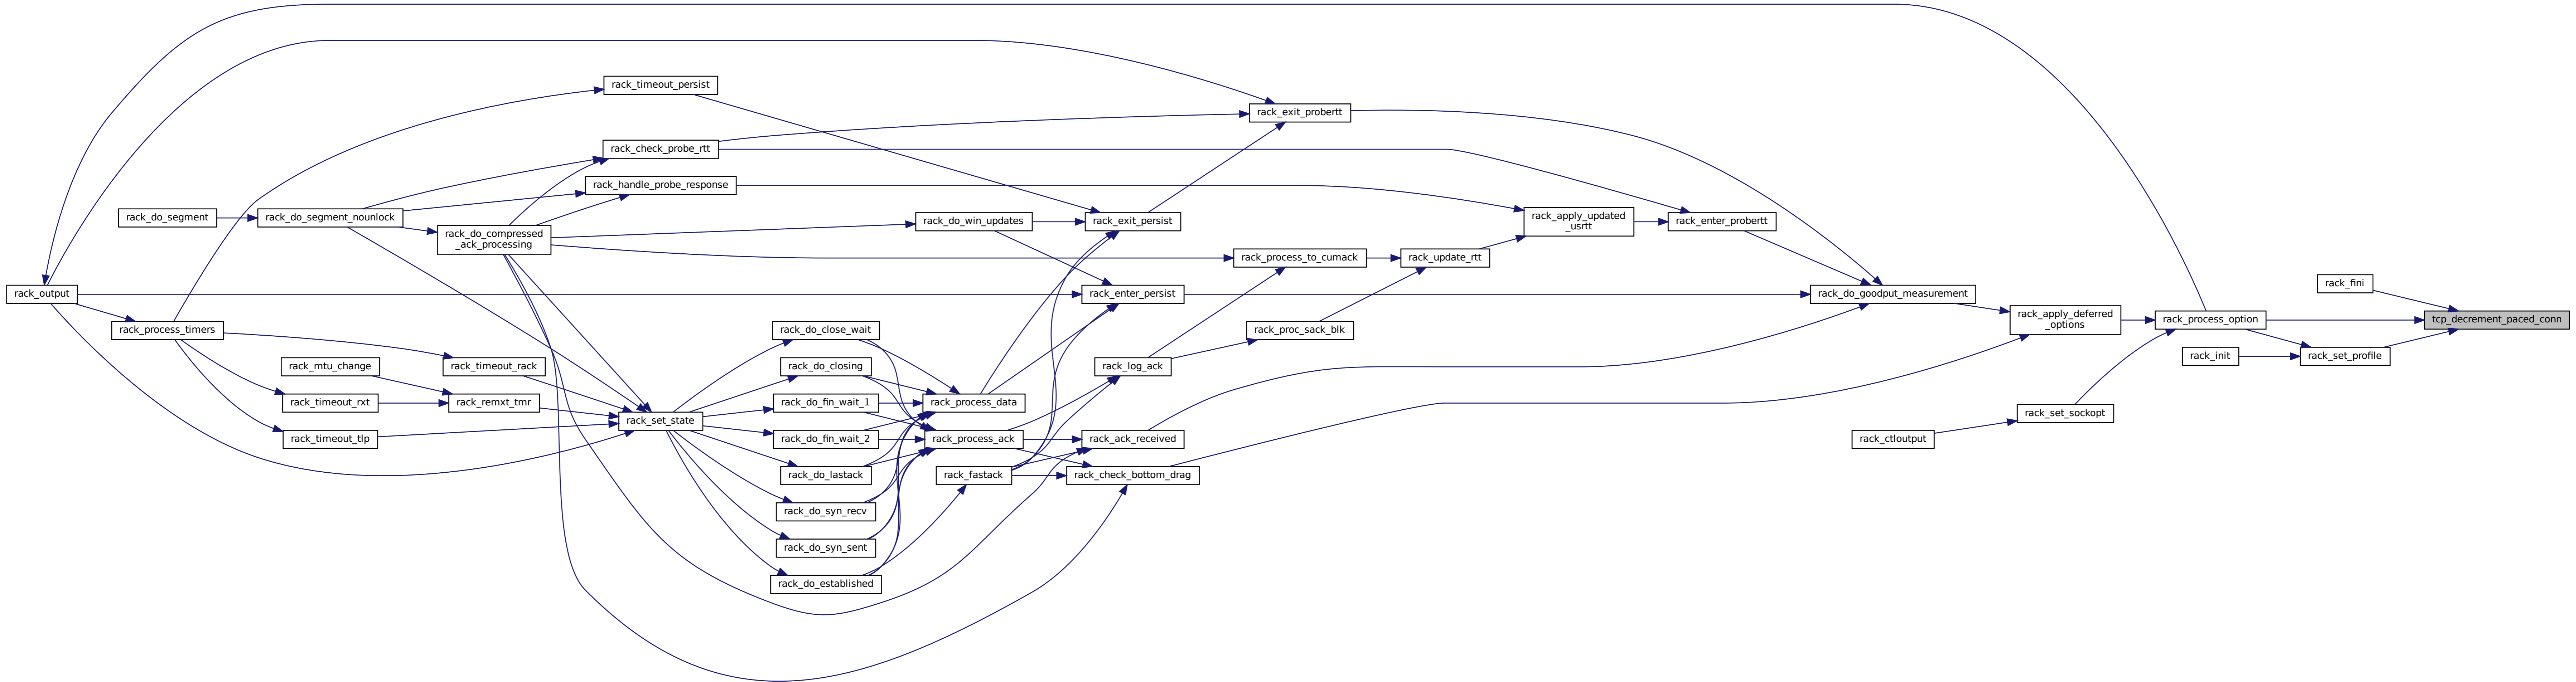 rack_timeout_persist
rack_exit_probertt
rack_check_probe_rtt
rack_handle_probe_response
rack_do_segment
rack_do_segment_nounlock
rack_do_compressed
_ack_processing
rack_do_win_updates
rack_exit_persist
rack_apply_updated
_usrtt
rack_enter_probertt
rack_process_to_cumack
rack_update_rtt
rack_output
rack_enter_persist
rack_do_goodput_measurement
rack_fini
rack_process_timers
rack_do_close_wait
rack_proc_sack_blk
rack_apply_deferred
_options
rack_process_option
tcp_decrement_paced_conn
rack_mtu_change
rack_timeout_rack
rack_do_closing
rack_log_ack
rack_init
rack_set_profile
rack_timeout_rxt
rack_remxt_tmr
rack_do_fin_wait_1
rack_process_data
rack_set_state
rack_set_sockopt
rack_timeout_tlp
rack_do_fin_wait_2
rack_process_ack
rack_ack_received
rack_ctloutput
rack_do_lastack
rack_fastack
rack_check_bottom_drag
rack_do_syn_recv
rack_do_syn_sent
rack_do_established